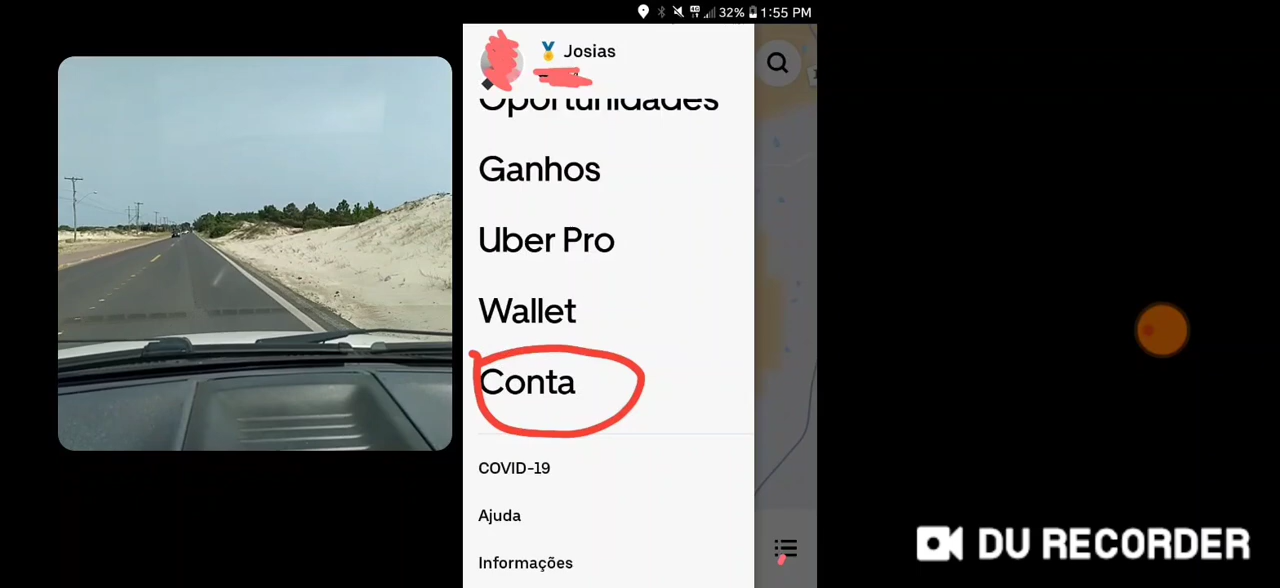 32% 1:55 PM
Josias
Oportunidades
Ganhos
Uber Pro
Wallet
Conta
COVID-19
Ajuda
Informações
DU RECORDER